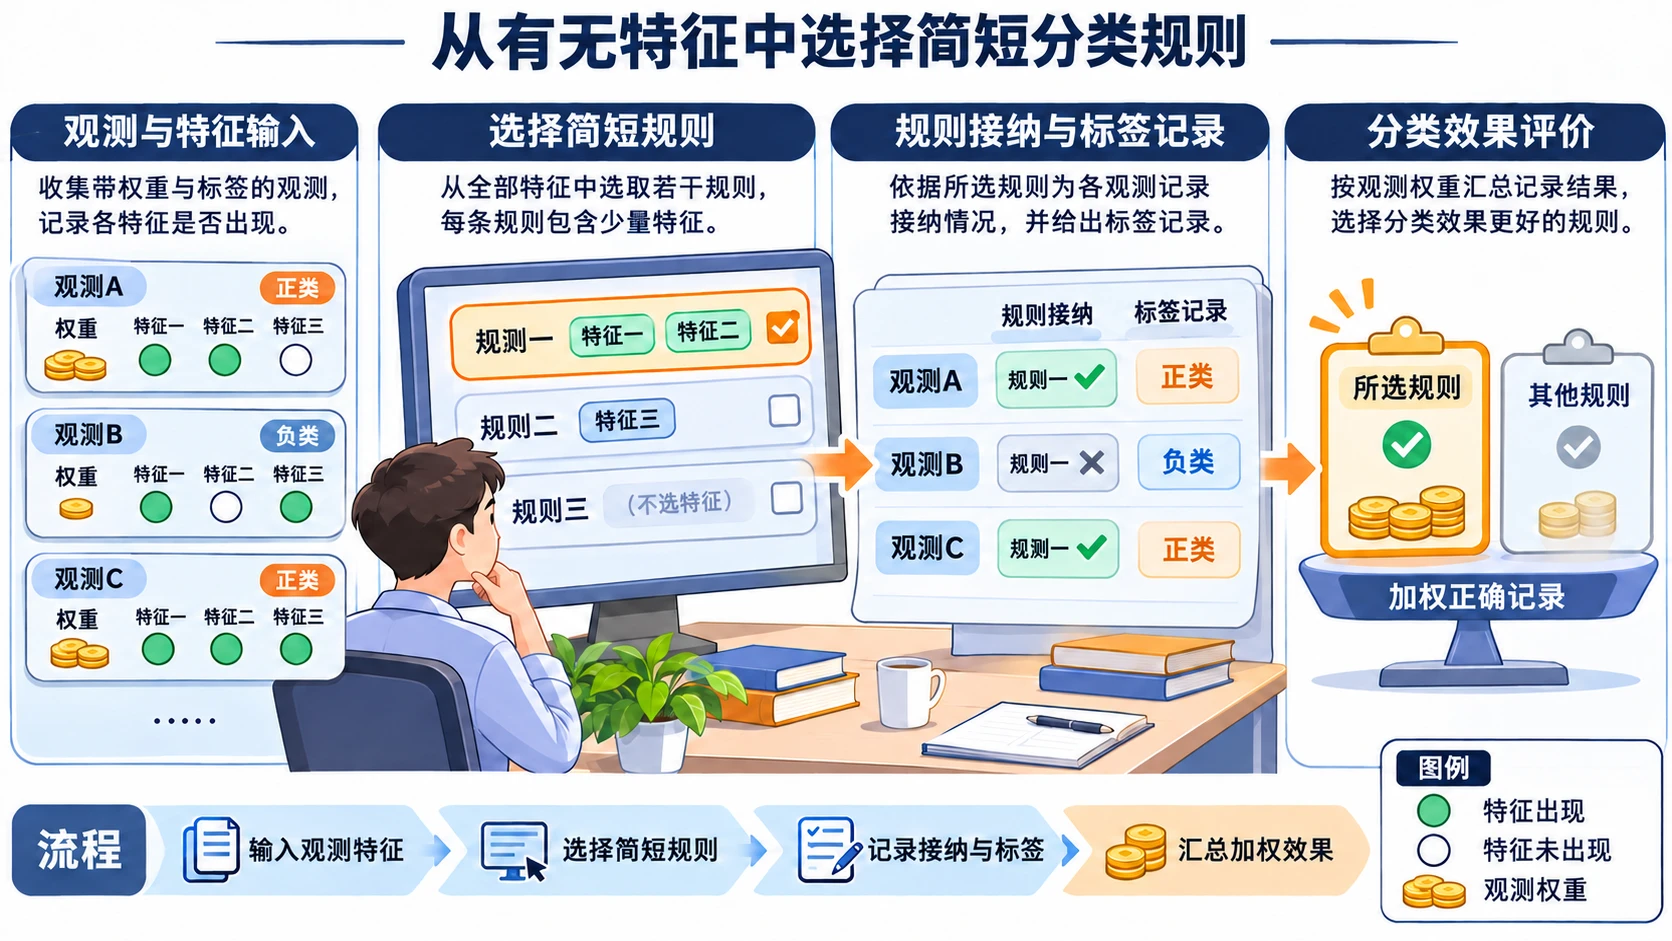 从有无特征中选择简短分类规则
观测与特征输入
收集带权重与标签的观测，
记录各特征是否出现。
观测A
正类
权重
特征一
特征二
特征三
观测B
负类
权重
特征一
特征二
特征三
观测C
正类
权重
特征一
特征二
特征三
……
选择简短规则
从全部特征中选取若干规则，
每条规则包含少量特征。
规测一
特征一
特征二
规则二
特征三
规则三
（不选特征）
规则接纳与标签记录
依据所选规则为各观测记录
接纳情况，并给出标签记录。
规则接纳
标签记录
观测A
规则一
正类
观测B
规则一
负类
观测C
规则一
正类
分类效果评价
按观测权重汇总记录结果，
选择分类效果更好的规则。
所选规则
其他规则
加权正确记录
流程
输入观测特征
选择简短规则
记录接纳与标签
汇总加权效果
图例
特征出现
特征未出现
观测权重